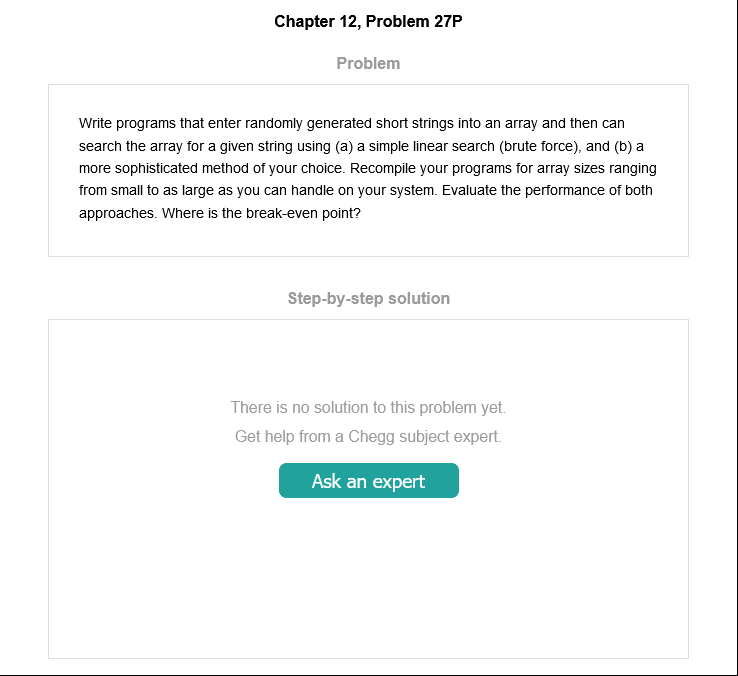 Chapter 12, Problem 27P
Problem
Write programs that enter randomly generated short strings into an array and then can
search the array for a given string using (a) a simple linear search (brute force), and (b) a
more sophisticated method of your choice. Recompile your programs for array sizes ranging
from small to as large as you can handle on your system. Evaluate the performance of both
approaches. Where is the break-even point?
Step-by-step solution
There is no solution to this problem yet.
Get help from a Chegg subject expert.
Ask an expert